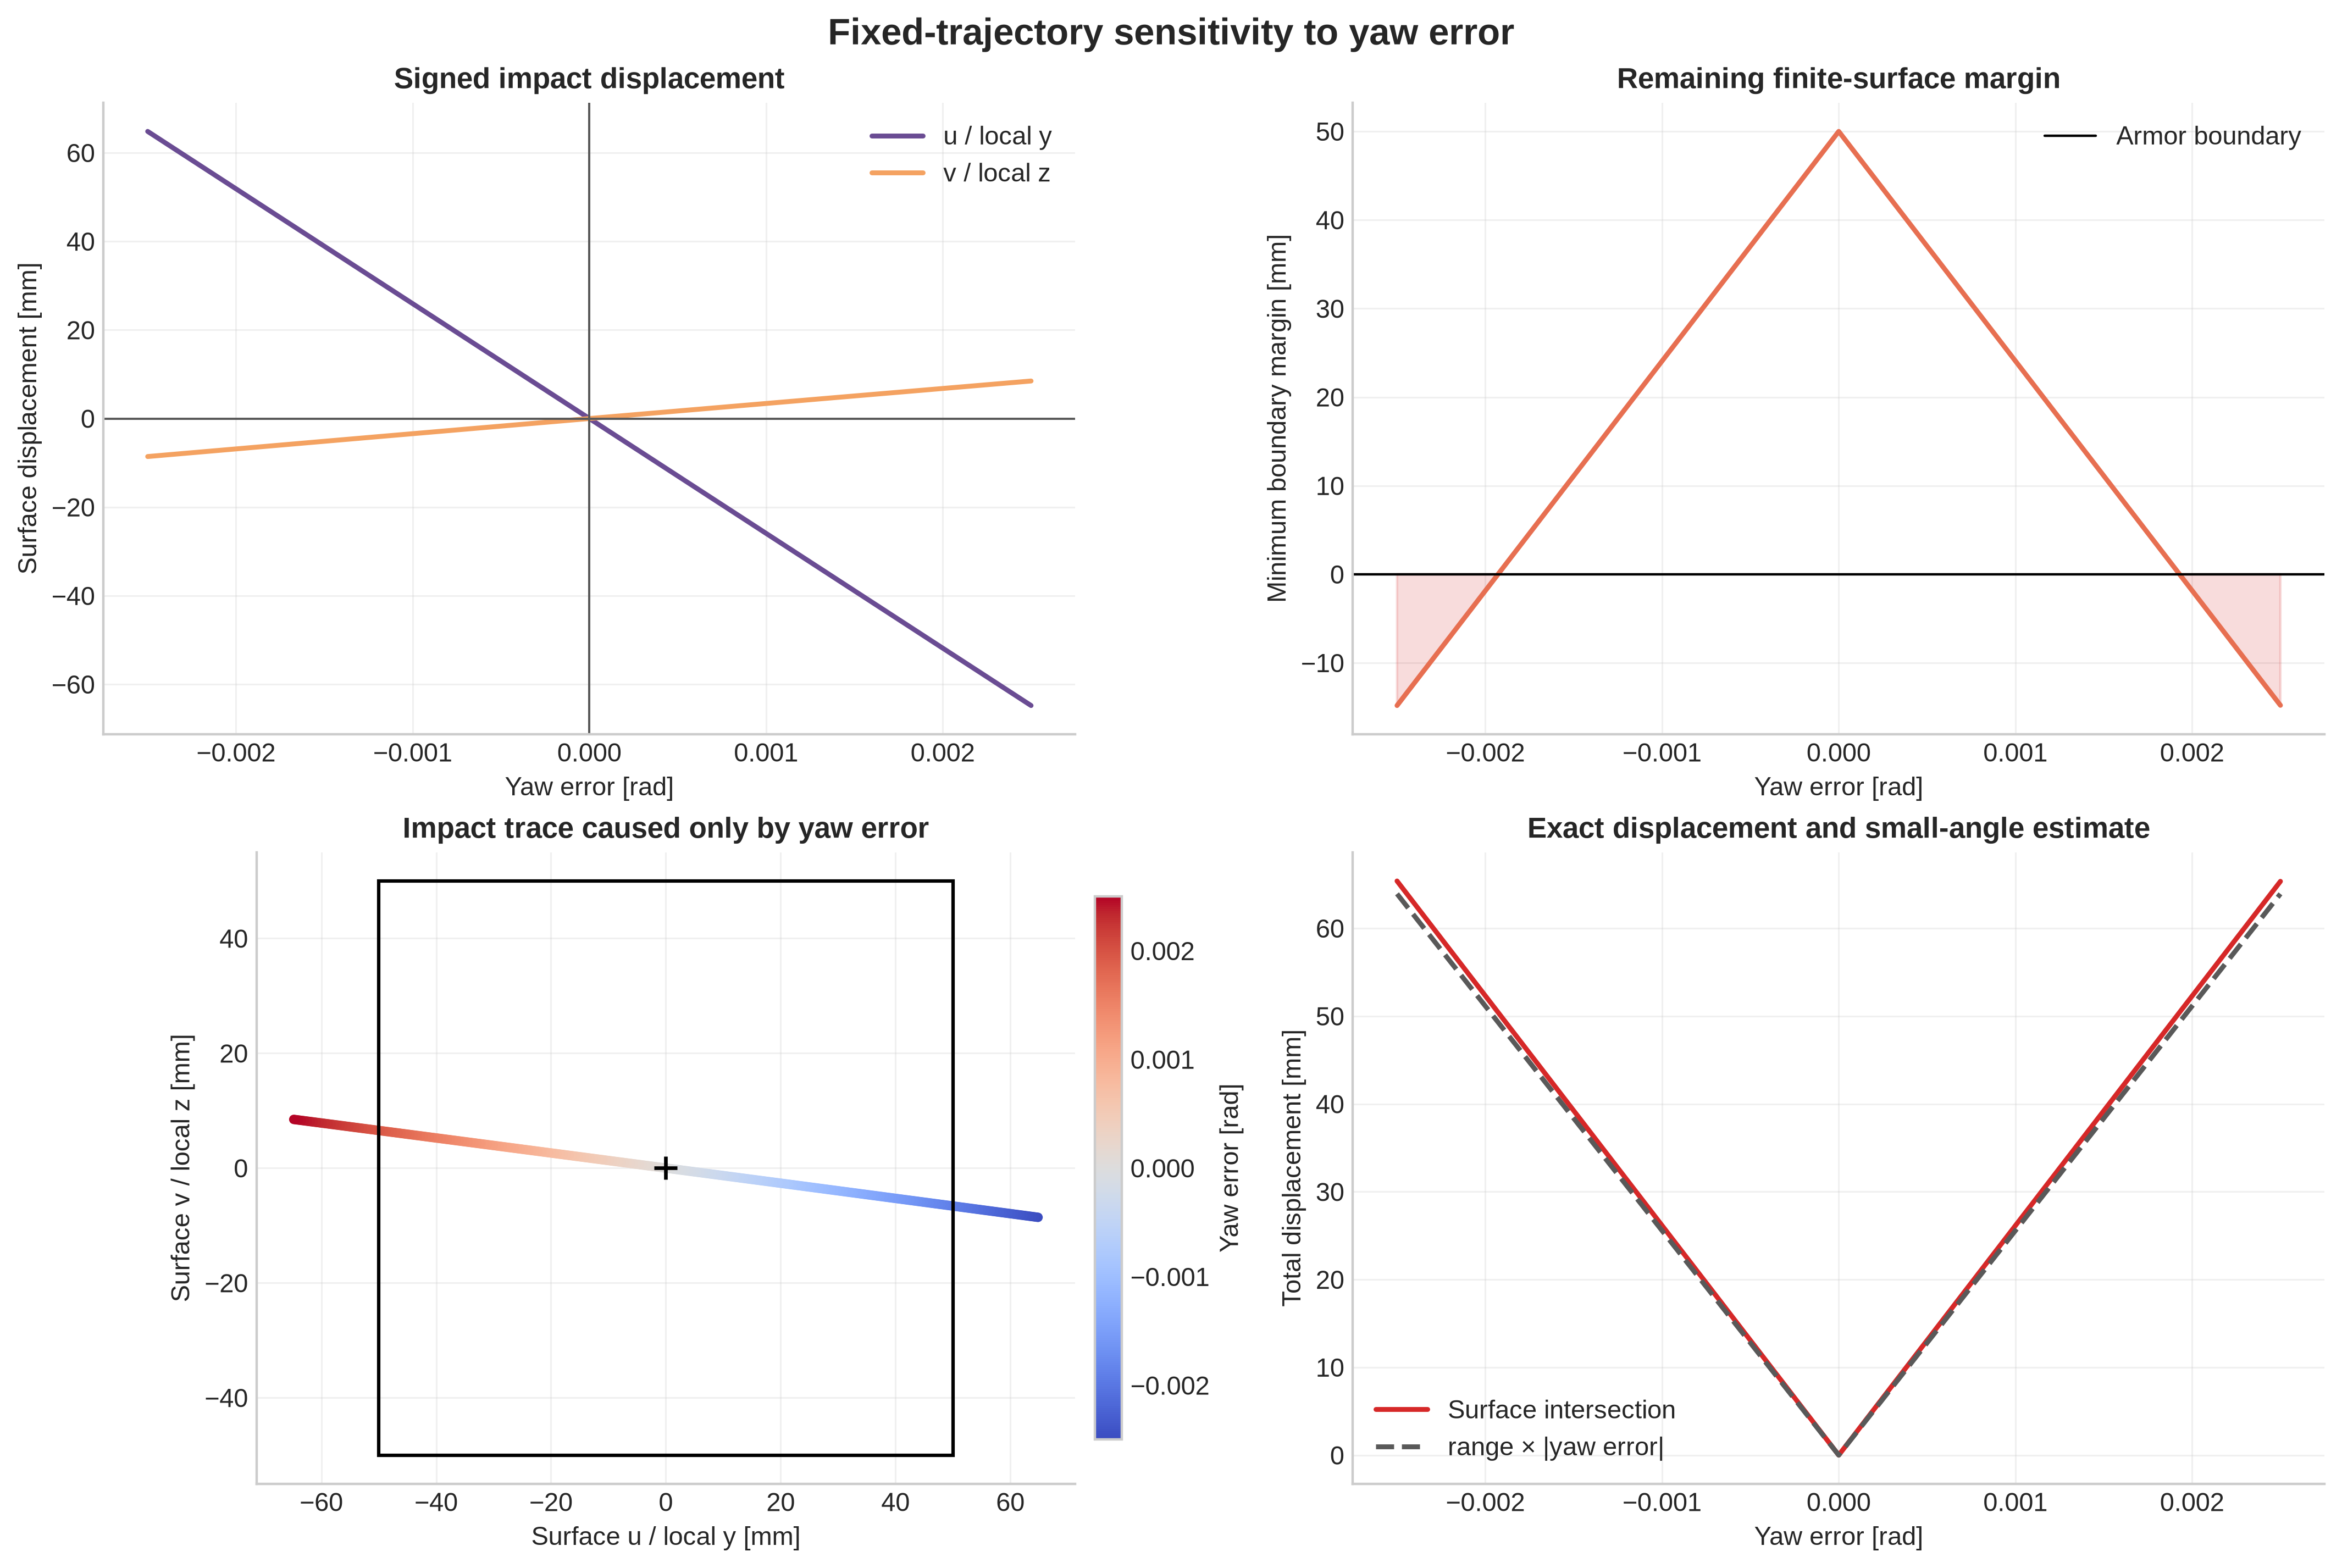 Fixed-trajectory sensitivity to yaw error
Signed impact displacement
Surface displacement [mm]
60
40
20
0
−20
−40
−60
u / local y
v / local z
−0.002
−0.001
0.000
0.001
0.002
Yaw error [rad]
Remaining finite-surface margin
Minimum boundary margin [mm]
50
40
30
20
10
0
−10
Armor boundary
−0.002
−0.001
0.000
0.001
0.002
Yaw error [rad]
Impact trace caused only by yaw error
Surface v / local z [mm]
40
20
0
−20
−40
−60
−40
−20
0
20
40
60
Surface u / local y [mm]
0.002
0.001
0.000
−0.001
−0.002
Yaw error [rad]
Exact displacement and small-angle estimate
Total displacement [mm]
60
50
40
30
20
10
0
Surface intersection
range × |yaw error|
−0.002
−0.001
0.000
0.001
0.002
Yaw error [rad]